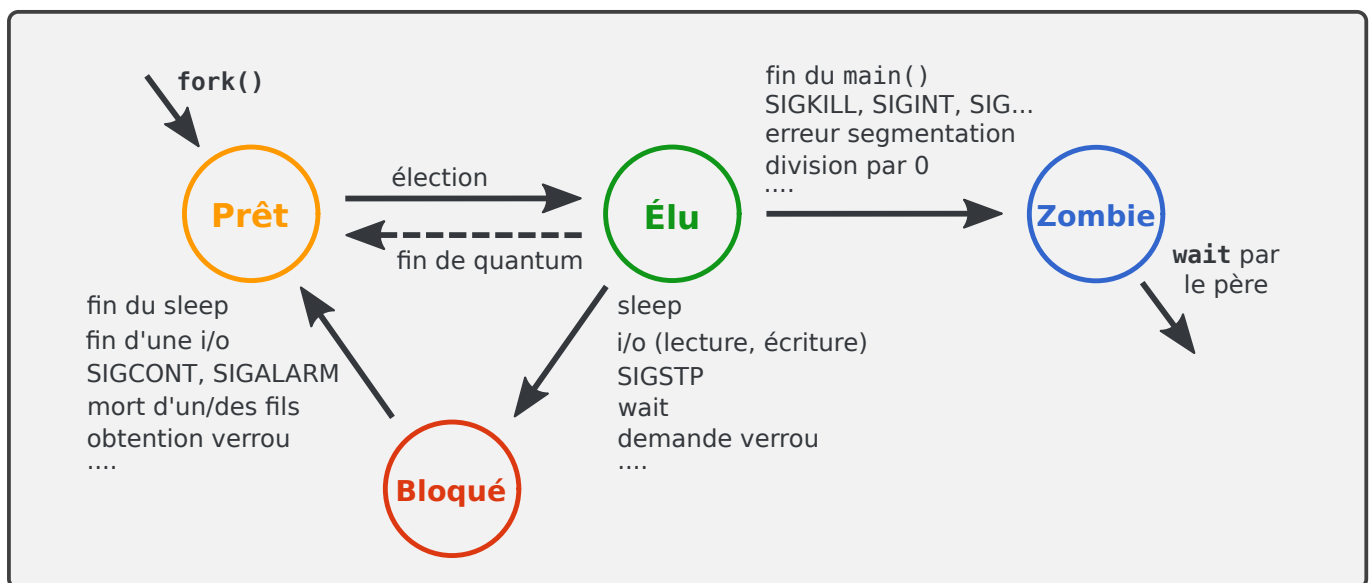 fork()
fin du main()
SIGKILL, SIGINT, SIG...
erreur segmentation
division par 0
....
Prêt
élection
fin de quantum
Élu
Zombie
wait par
le père
fin du sleep
fin d'une i/o
SIGCONT, SIGALARM
mort d'un/des fils
obtention verrou
....
sleep
i/o (lecture, écriture)
SIGSTP
wait
demande verrou
....
Bloqué